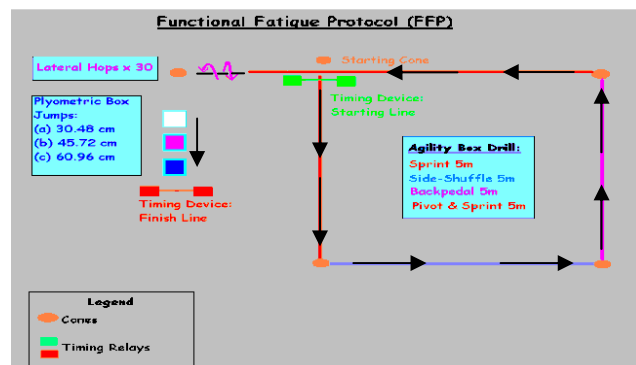 Functional Fatique Protocol (FFP)
Starting Cone
Lateral Hops x 30
Plyometric Box
Jumps:
(a) 30.48 cm
(b) 45.72 cm
(c) 60.96 cm
Timing Device:
Starting Line
Agility Box Drill:
Sprint 5m
Side-Shuffle 5m
Backpedal 5m
Pivot & Sprint 5m
Timing Device:
Finish Line
Legend
Cones
Timing Relays